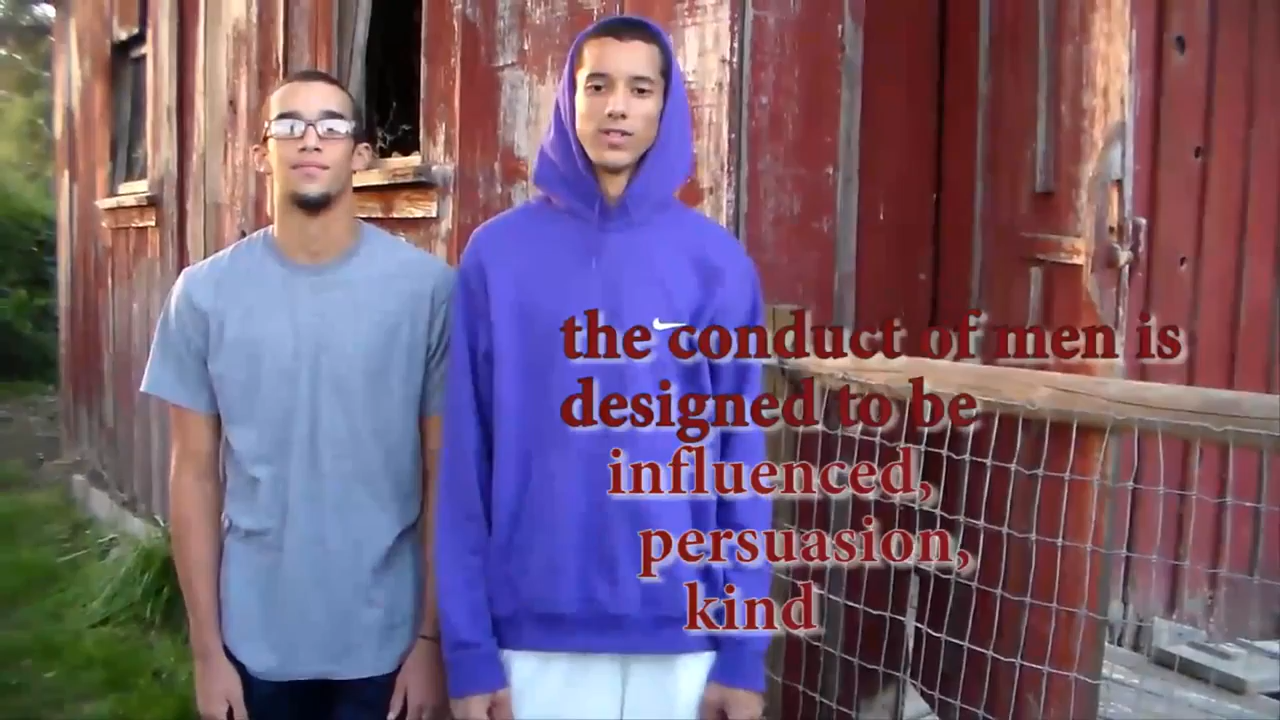 the conduct of men is
designed to be
influenced,
persuasion,
kind